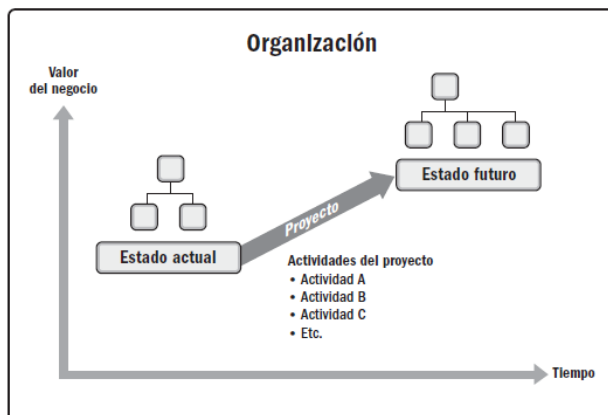 Organización
Valor
del negocio
Estado futuro
Proyecto
Estado actual
Actividades del proyecto
• Actividad A
• Actividad B
• Actividad C
• Etc.
Tiempo